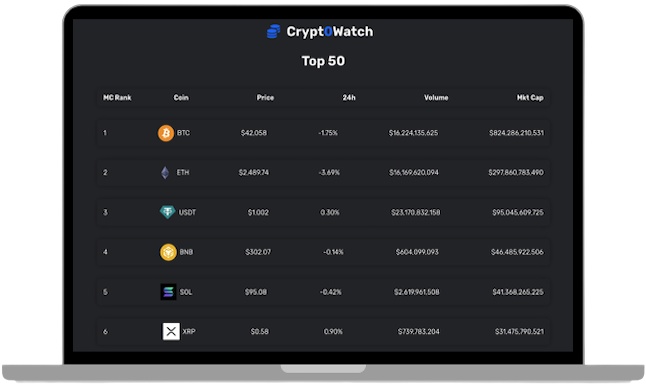 Crypt0Watch
Top 50
MC Rank Coin Price 24h Volume Mkt Cap
1 BTC $42,058 -1.75% $16,224,135,625 $824,286,210,531
2 ETH $2,489.74 -3.69% $16,169,620,094 $297,860,783,490
3 USDT $1.002 0.30% $23,170,832,158 $95,045,609,725
4 BNB $302.07 -0.14% $604,099,093 $46,485,922,506
5 SOL $95.08 -0.42% $2,619,961,508 $41,368,265,225
6 XRP $0.58 0.90% $739,783,204 $31,475,790,521